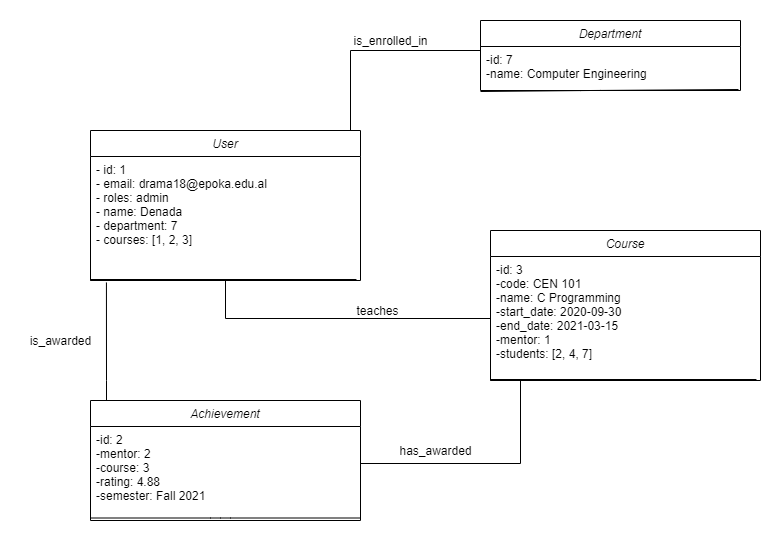 Department
-id: 7
-name: Computer Engineering
is_enrolled_in
User
- id: 1
- email: drama18@epoka.edu.al
- roles: admin
- name: Denada
- department: 7
- courses: [1, 2, 3]
Course
-id: 3
-code: CEN 101
-name: C Programming
-start_date: 2020-09-30
-end_date: 2021-03-15
-mentor: 1
-students: [2, 4, 7]
teaches
is_awarded
Achievement
-id: 2
-mentor: 2
-course: 3
-rating: 4.88
-semester: Fall 2021
has_awarded